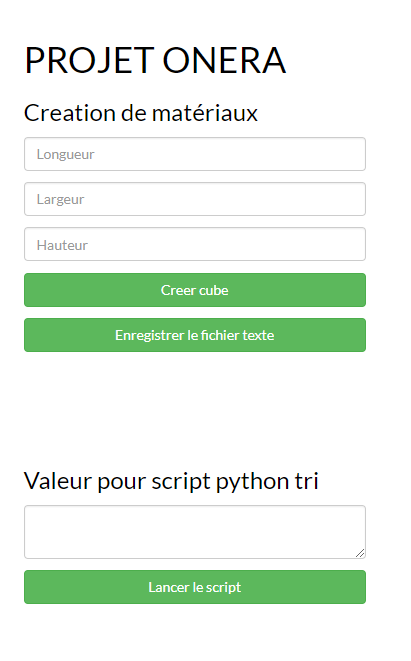 PROJET ONERA
Creation de matériaux
Longueur
Largeur
Hauteur
Creer cube
Enregistrer le fichier texte
Valeur pour script python tri
Lancer le script